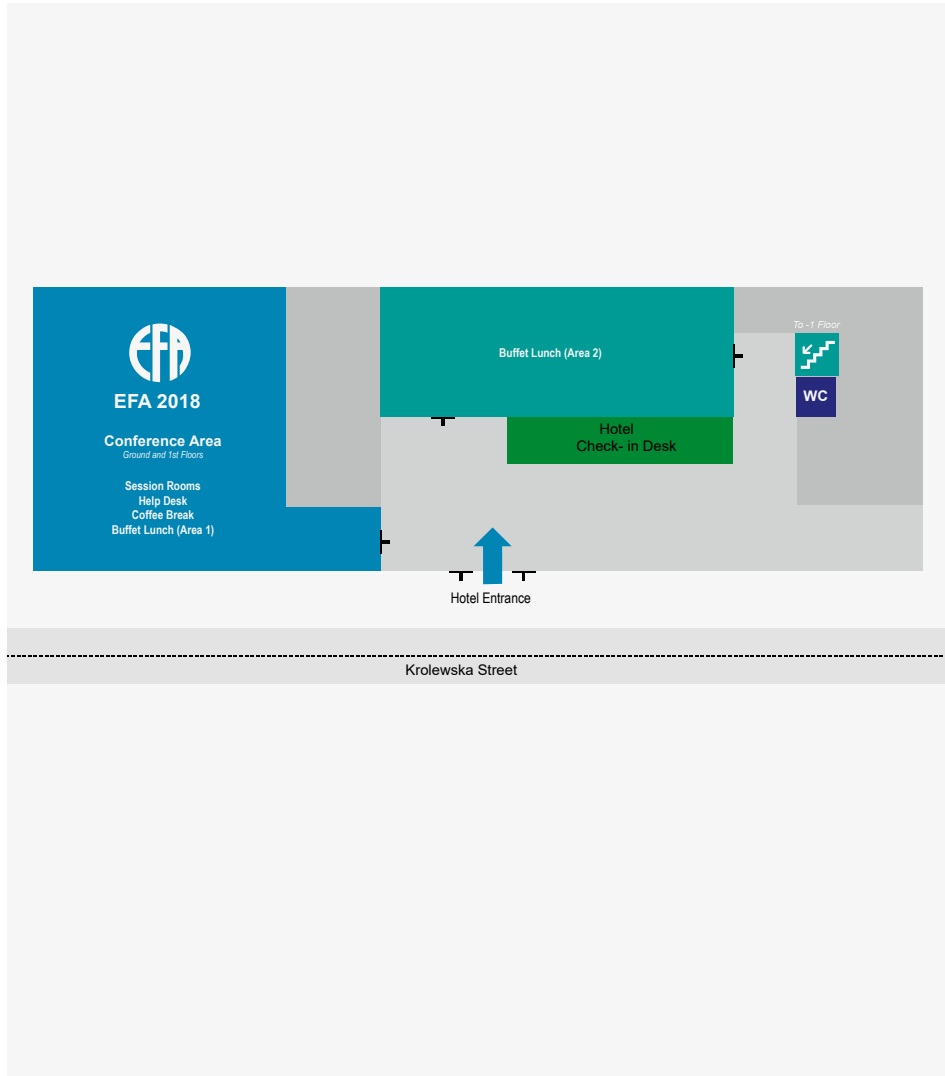 EFA
EFA 2018
Conference Area
Ground and 1st Floors
Session Rooms
Help Desk
Coffee Break
Buffet Lunch (Area 1)
Buffet Lunch (Area 2)
To -1 Floor
WC
Hotel
Check- in Desk
Hotel Entrance
Krolewska Street